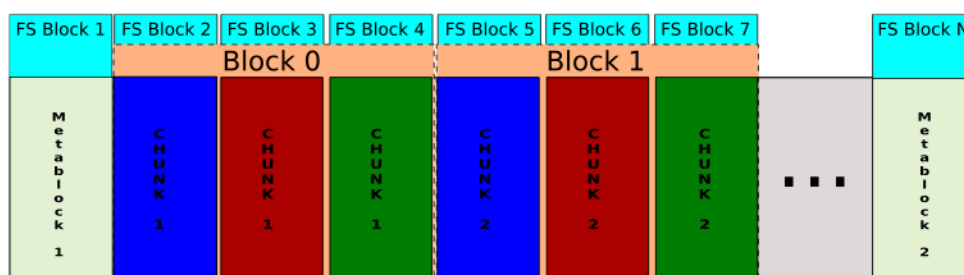 FS Block 1 FS Block 2 FS Block 3 FS Block 4 FS Block 5 FS Block 6 FS Block 7 FS Block N
Block 0 Block 1
Metablock 1
CHUNK 1
CHUNK 1
CHUNK 1
CHUNK 2
CHUNK 2
CHUNK 2
...
Metablock 2